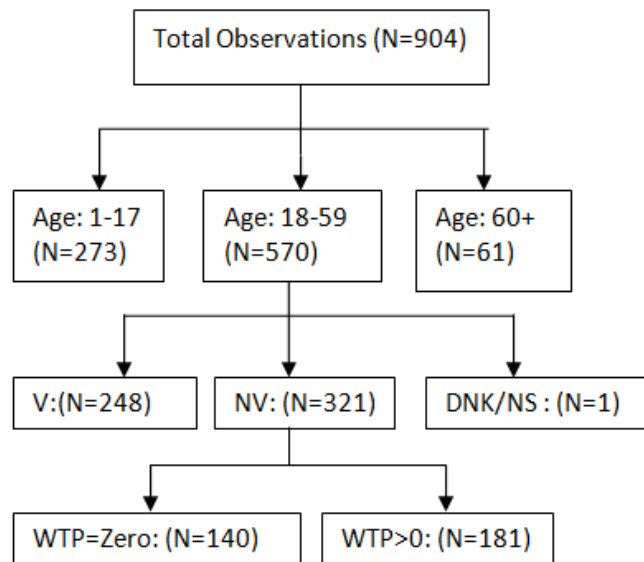 Total Observations (N=904)
Age: 1-17
(N=273)
Age: 18-59
(N=570)
Age: 60+
(N=61)
V:(N=248)
NV: (N=321)
DNK/NS : (N=1)
WTP=Zero: (N=140)
WTP>0: (N=181)